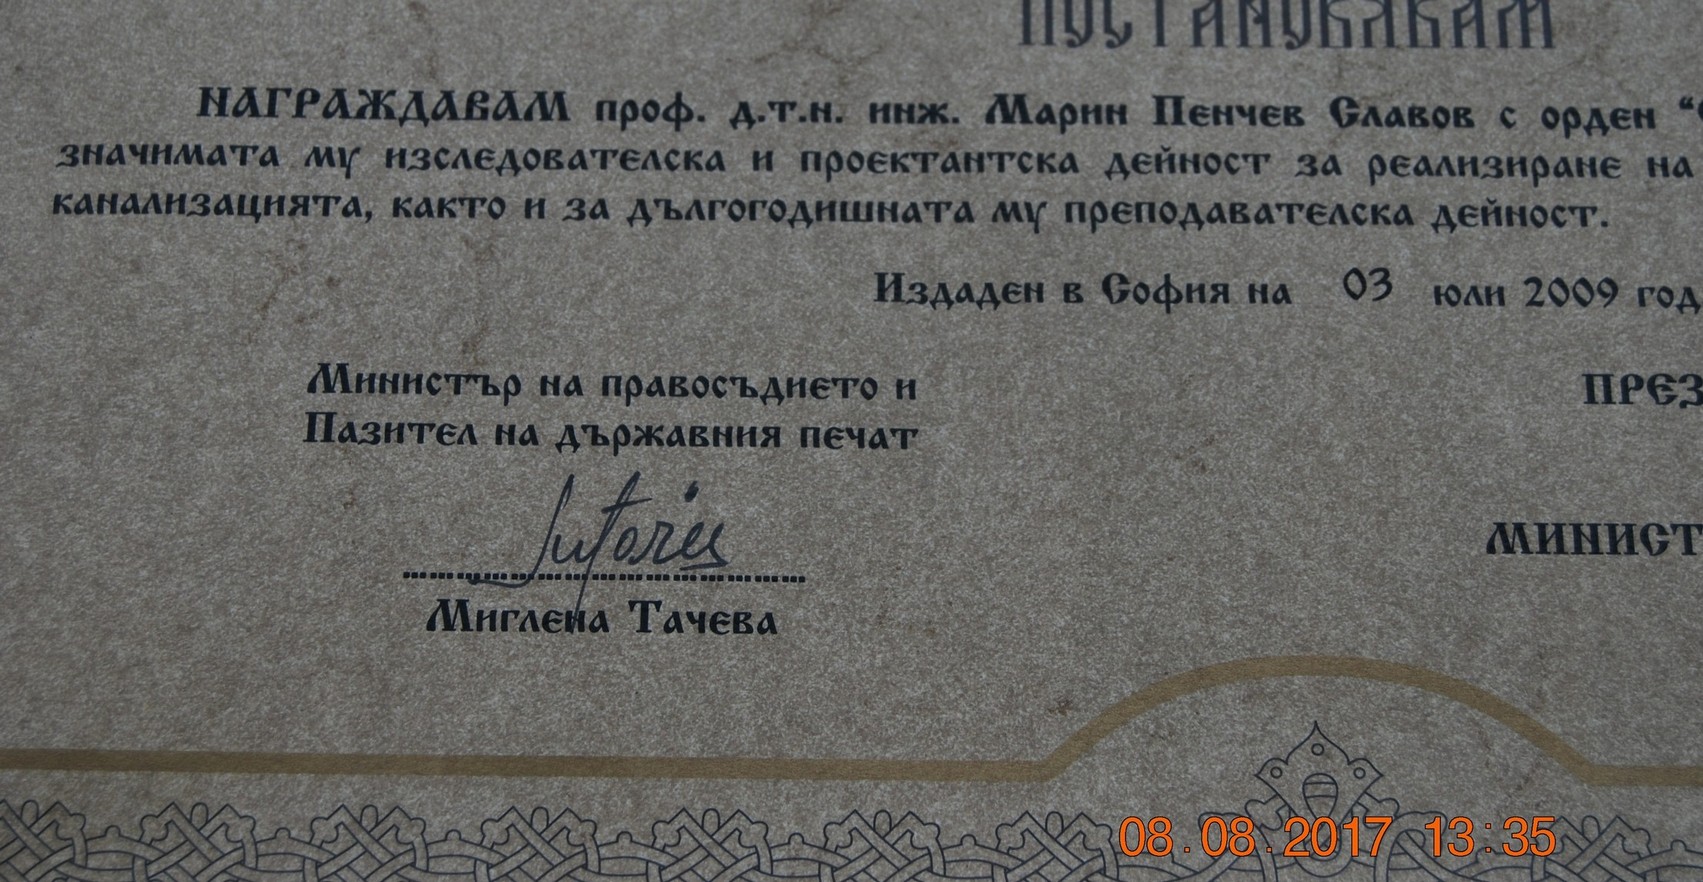 ПОСТАНОВЯВАМ
НАГРАЖДАВАМ проф. д.т.н. инж. Марин Пенчев Славов с орден “
значимата му изследователска и проектантска дейност за реализиране на
канализацията, както и за дългогодишната му преподавателска дейност.
Издаден в София на 03 юли 2009 год
Министър на правосъдието и
Пазител на държавния печат
ПРЕЗ
МИНИСТ
Миглена Тачева
08.08.2017 13:35